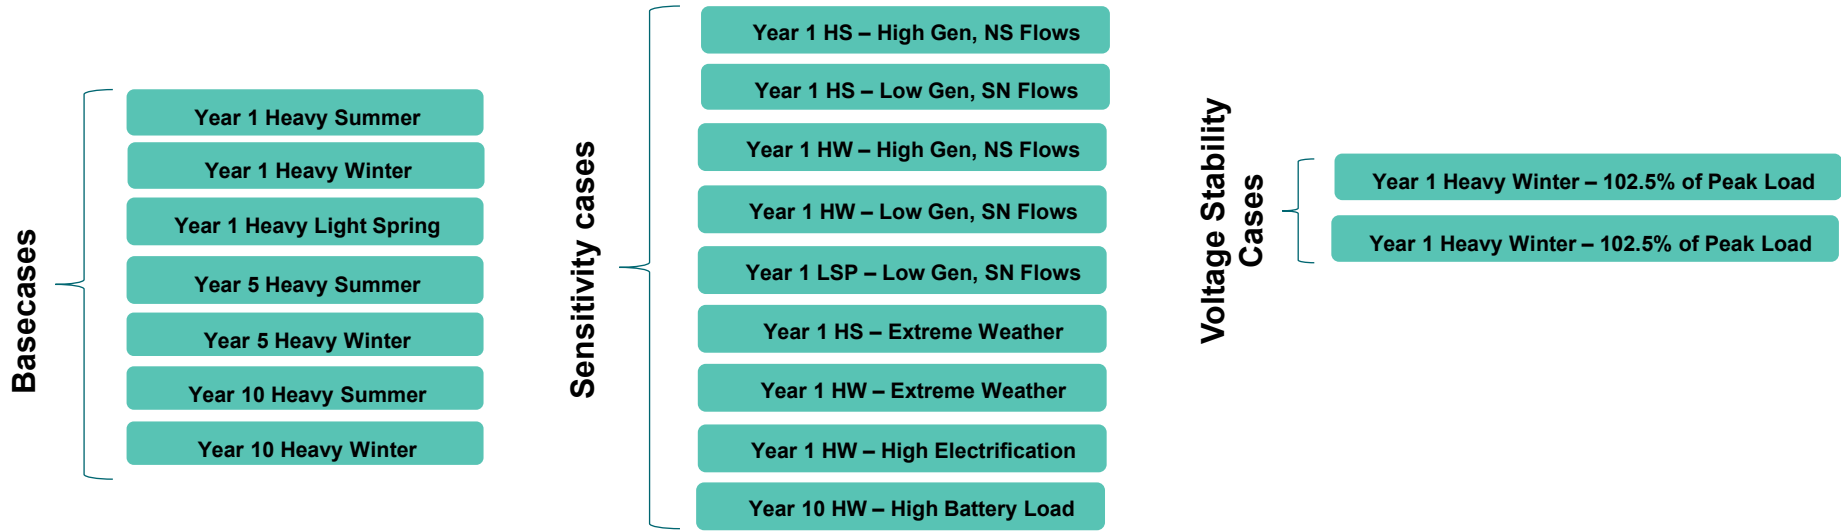 Basecases
Year 1 Heavy Summer
Year 1 Heavy Winter
Year 1 Heavy Light Spring
Year 5 Heavy Summer
Year 5 Heavy Winter
Year 10 Heavy Summer
Year 10 Heavy Winter
Sensitivity cases
Year 1 HS – High Gen, NS Flows
Year 1 HS – Low Gen, SN Flows
Year 1 HW – High Gen, NS Flows
Year 1 HW – Low Gen, SN Flows
Year 1 LSP – Low Gen, SN Flows
Year 1 HS – Extreme Weather
Year 1 HW – Extreme Weather
Year 1 HW – High Electrification
Year 10 HW – High Battery Load
Voltage Stability
Cases
Year 1 Heavy Winter – 102.5% of Peak Load
Year 1 Heavy Winter – 102.5% of Peak Load